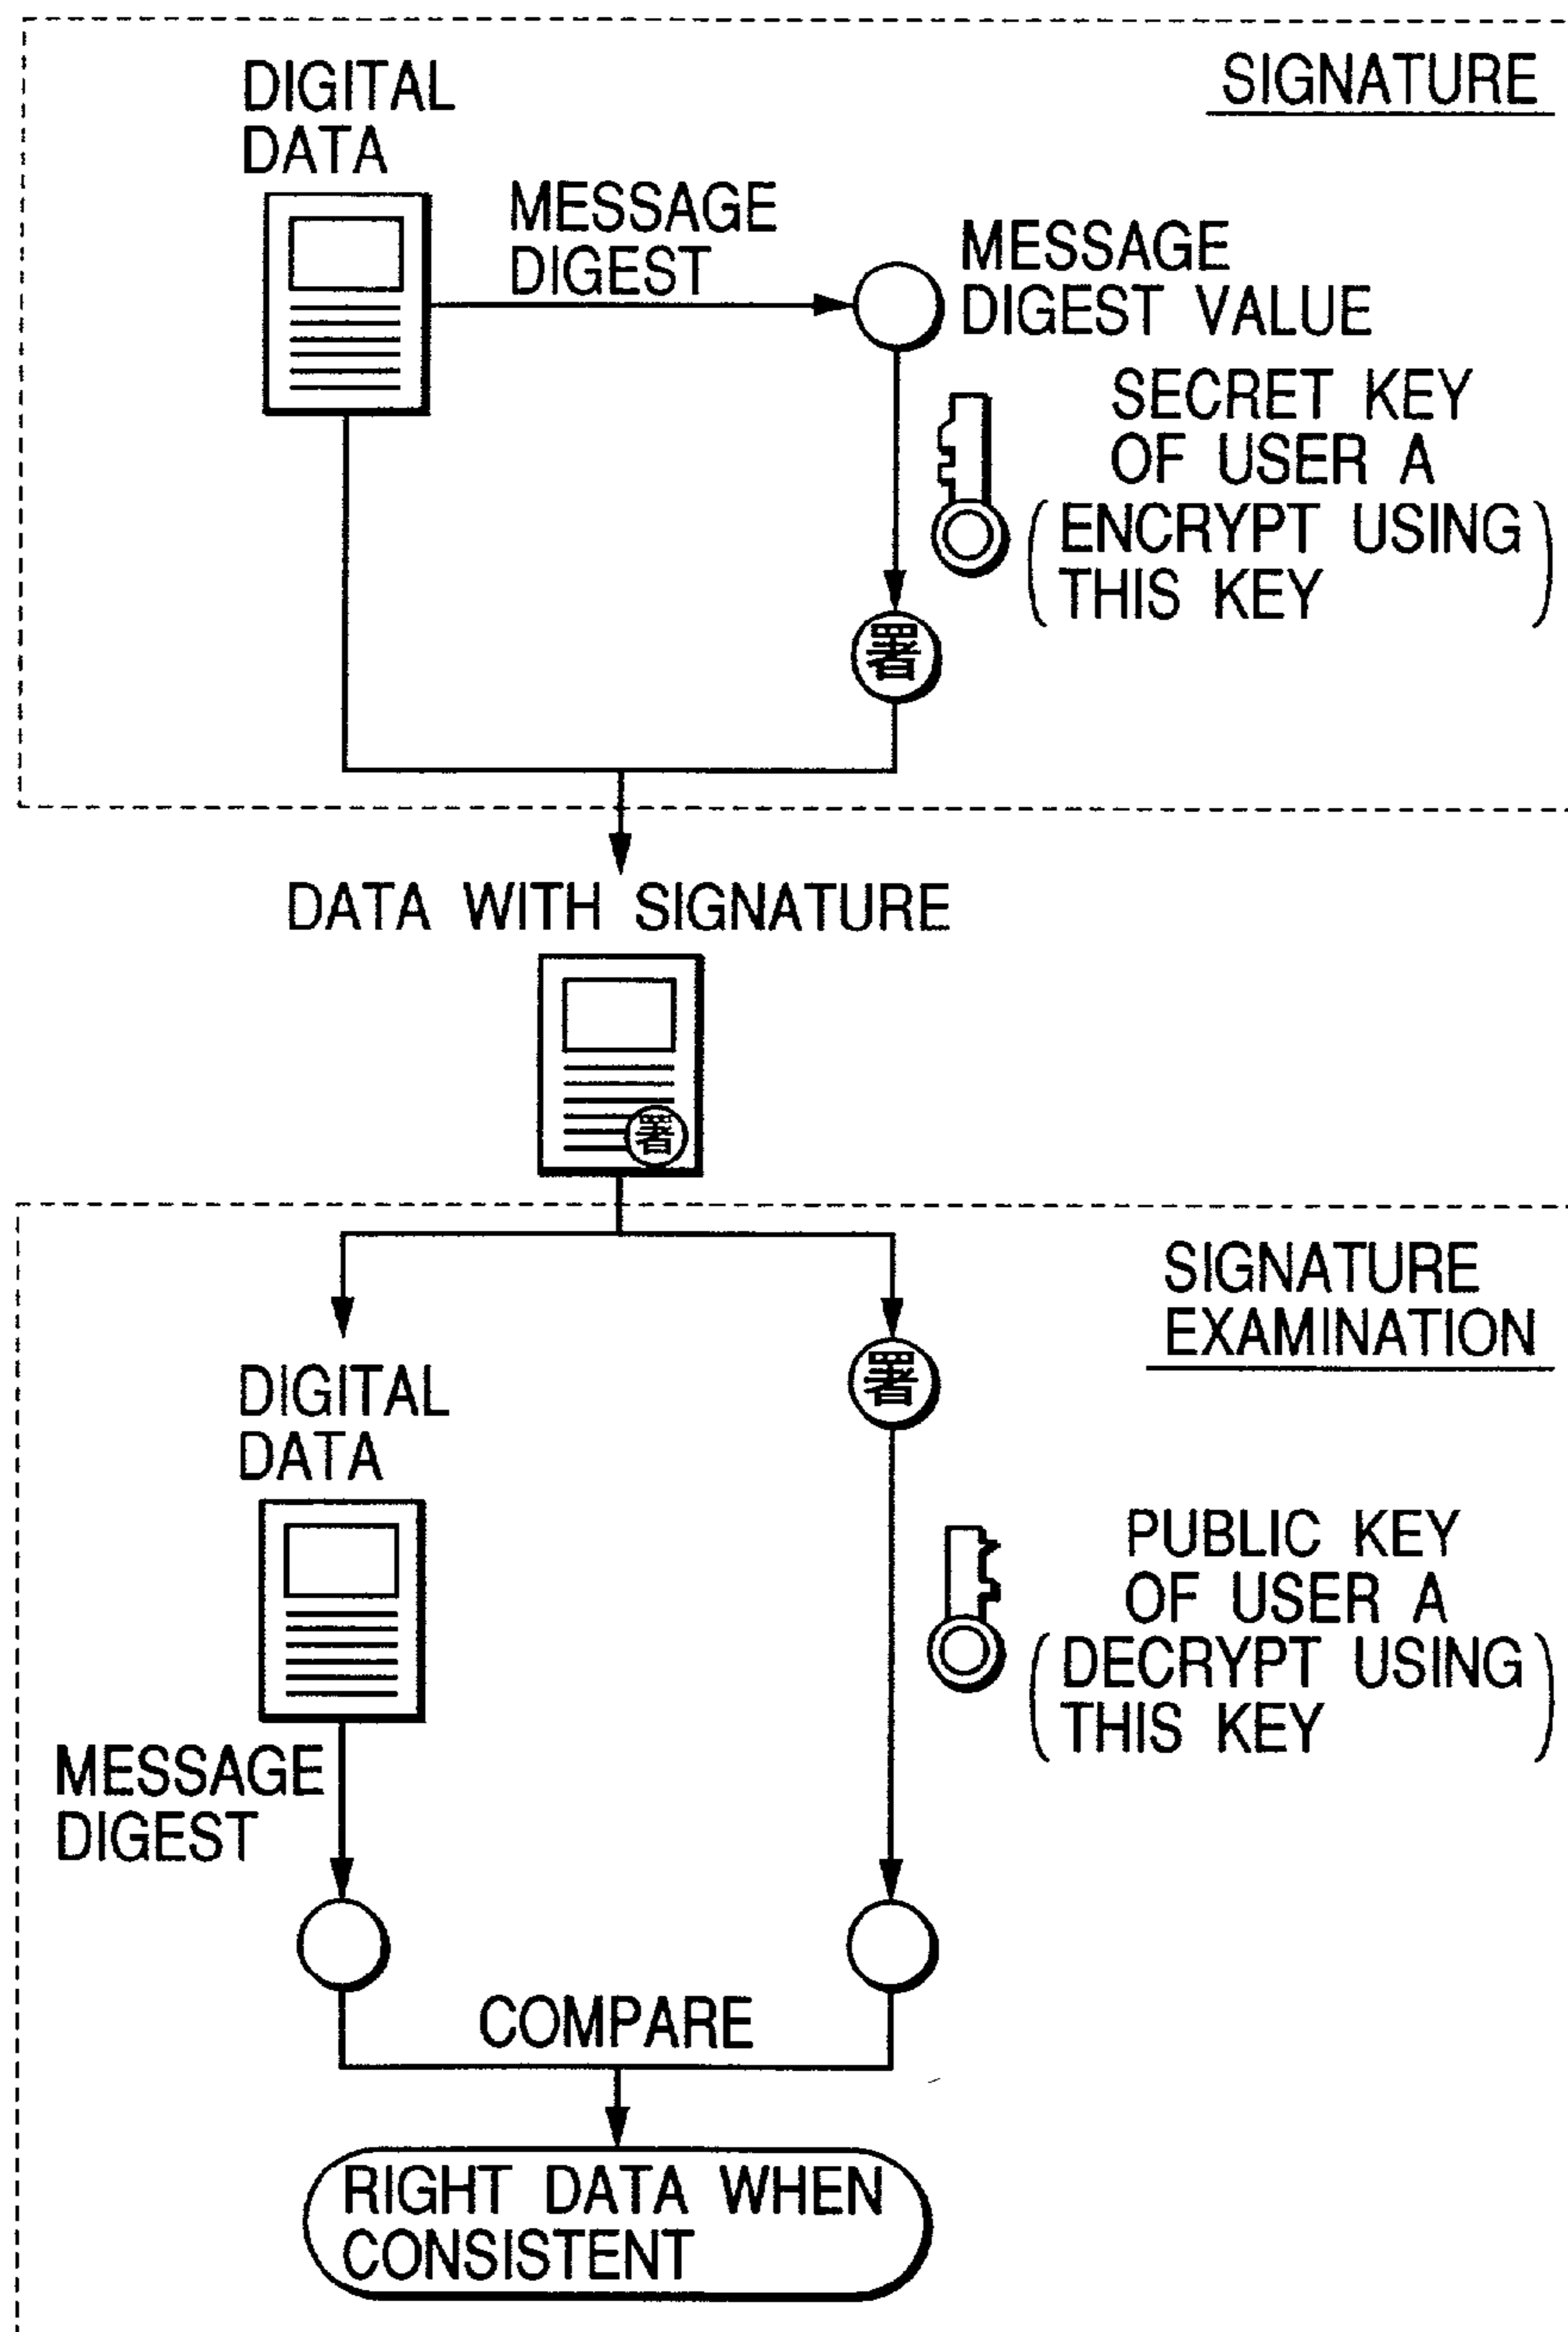 SIGNATURE
DIGITAL
DATA
MESSAGE
DIGEST
MESSAGE
DIGEST VALUE
SECRET KEY
OF USER A
(ENCRYPT USING
THIS KEY)
署
DATA WITH SIGNATURE
署
SIGNATURE
EXAMINATION
DIGITAL
DATA
署
PUBLIC KEY
OF USER A
(DECRYPT USING
THIS KEY)
MESSAGE
DIGEST
COMPARE
RIGHT DATA WHEN
CONSISTENT